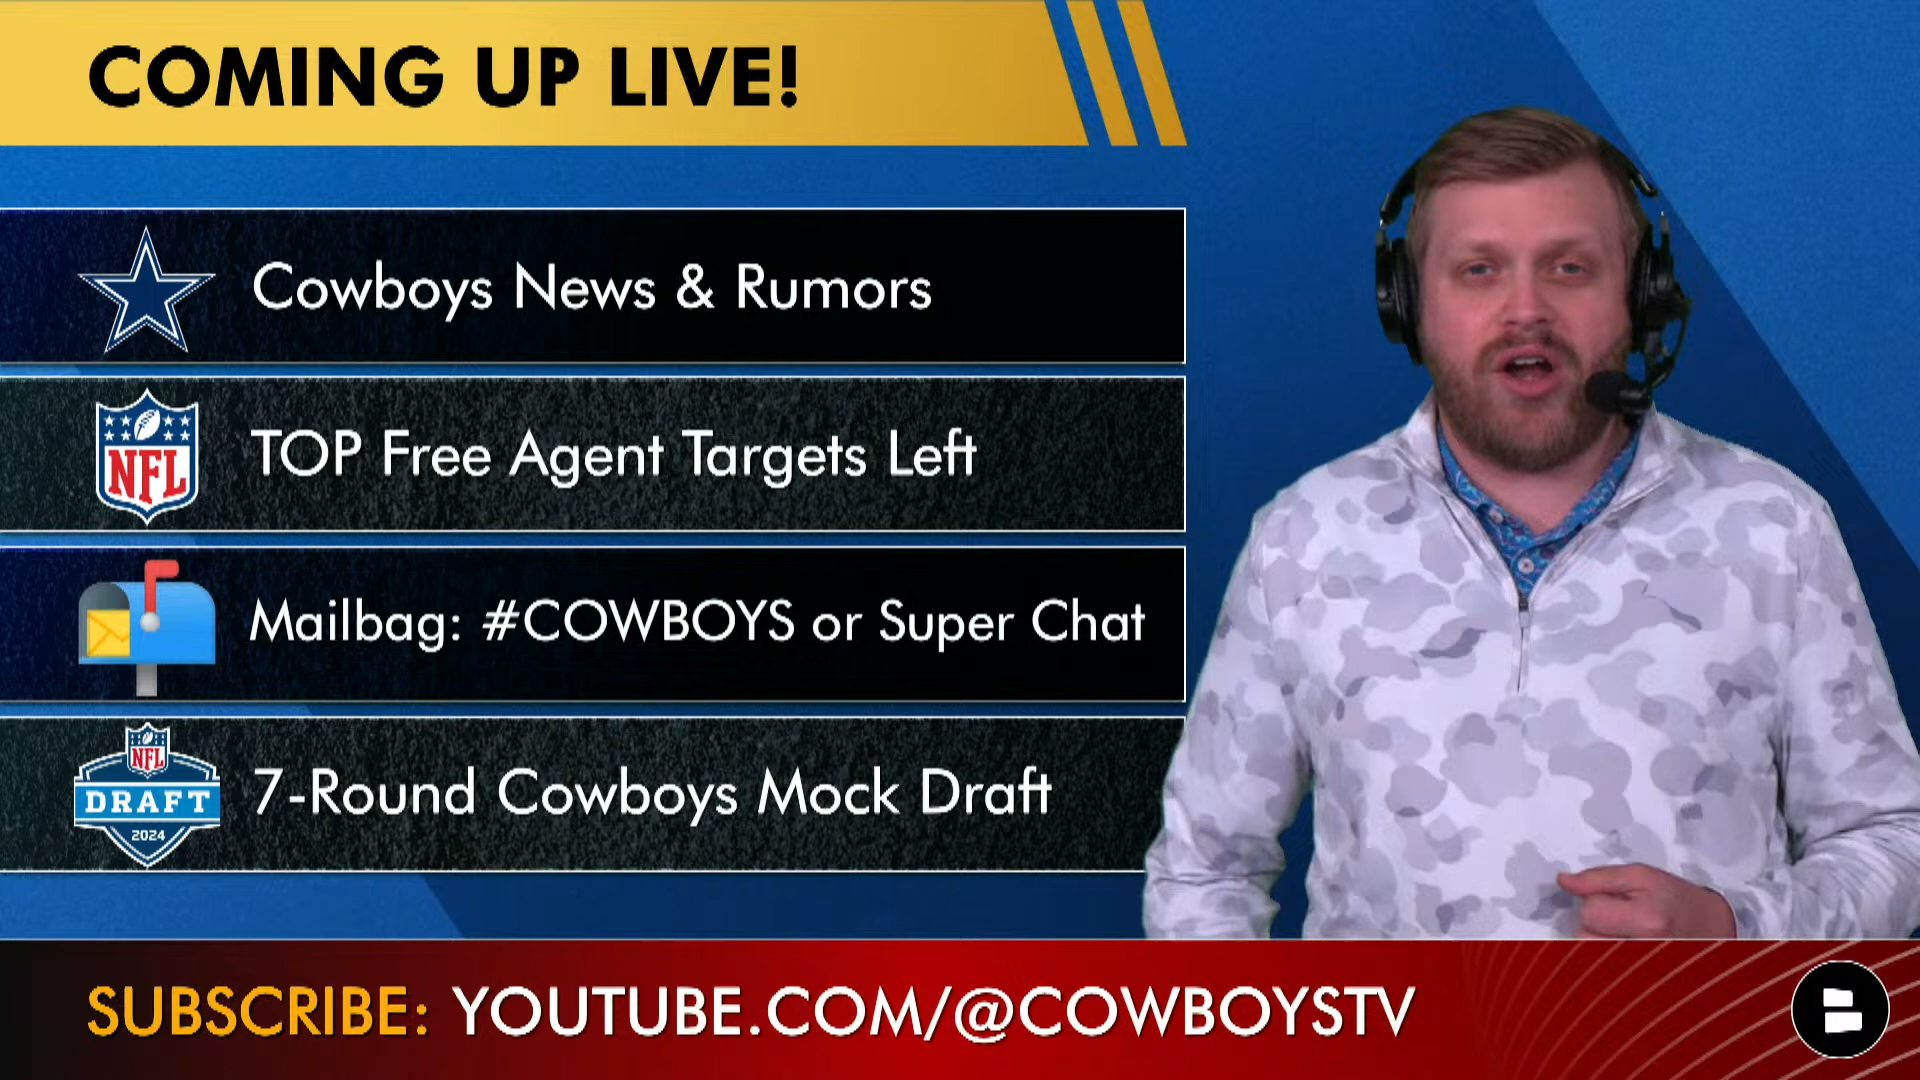 COMING UP LIVE!
Cowboys News & Rumors
NFL
TOP Free Agent Targets Left
Mailbag: #COWBOYS or Super Chat
NFL
DRAFT
2024
7-Round Cowboys Mock Draft
SUBSCRIBE: YOUTUBE.COM/@COWBOYSTV